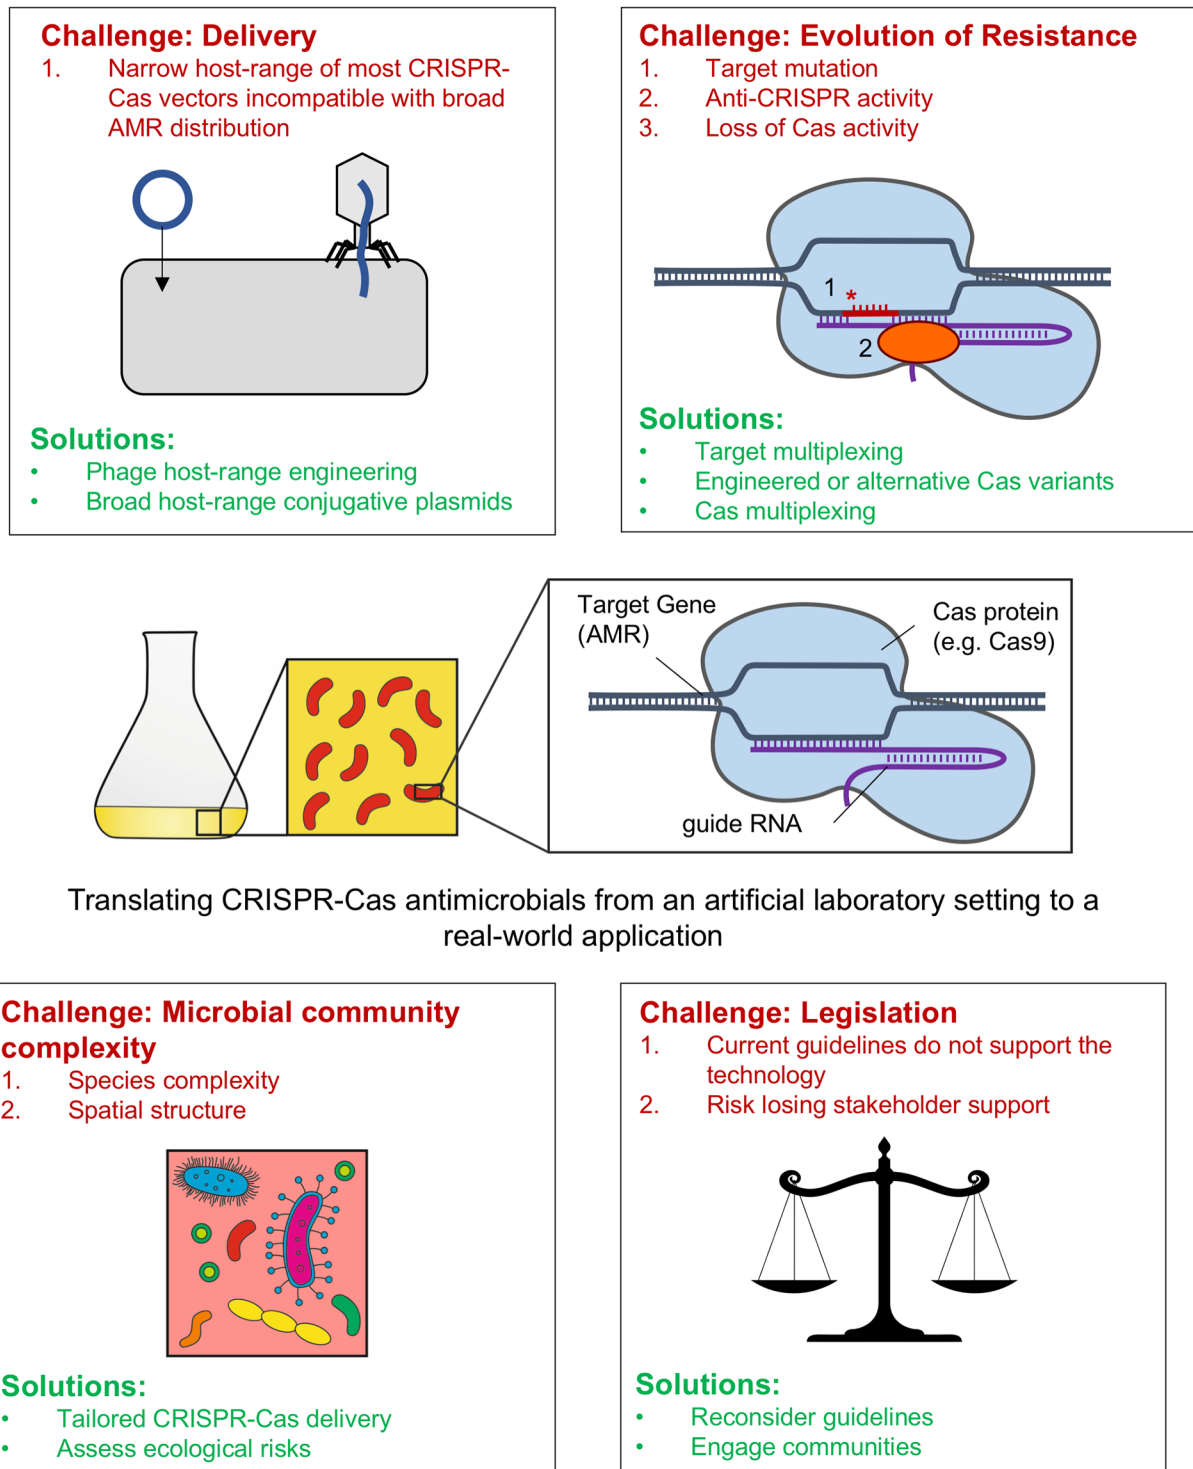 Challenge: Delivery
1. Narrow host-range of most CRISPR-
Cas vectors incompatible with broad
AMR distribution
Solutions:
• Phage host-range engineering
• Broad host-range conjugative plasmids
Challenge: Evolution of Resistance
1. Target mutation
2. Anti-CRISPR activity
3. Loss of Cas activity
1 *
2
Solutions:
• Target multiplexing
• Engineered or alternative Cas variants
• Cas multiplexing
Target Gene
(AMR)
Cas protein
(e.g. Cas9)
guide RNA
Translating CRISPR-Cas antimicrobials from an artificial laboratory setting to a
real-world application
Challenge: Microbial community
complexity
1. Species complexity
2. Spatial structure
Solutions:
• Tailored CRISPR-Cas delivery
• Assess ecological risks
Challenge: Legislation
1. Current guidelines do not support the
technology
2. Risk losing stakeholder support
Solutions:
• Reconsider guidelines
• Engage communities